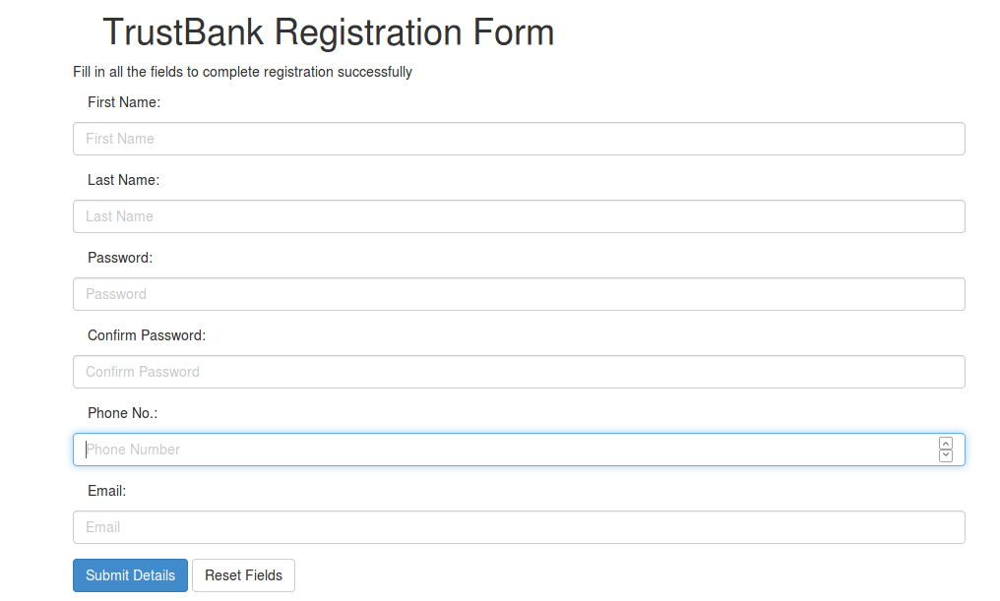 TrustBank Registration Form
Fill in all the fields to complete registration successfully
First Name:
First Name
Last Name:
Last Name
Password:
Password
Confirm Password:
Confirm Password
Phone No.:
Phone Number
Email:
Email
Submit Details Reset Fields